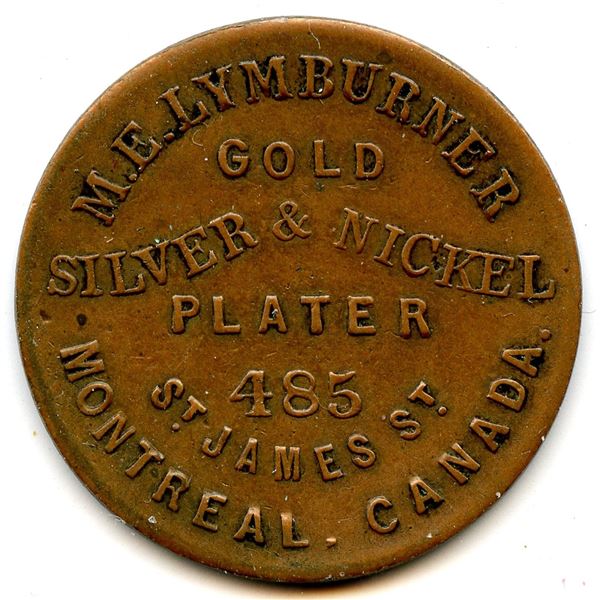 M.E. LYMBURNER
GOLD
SILVER & NICKEL
PLATER
485
ST. JAMES ST.
MONTREAL, CANADA.